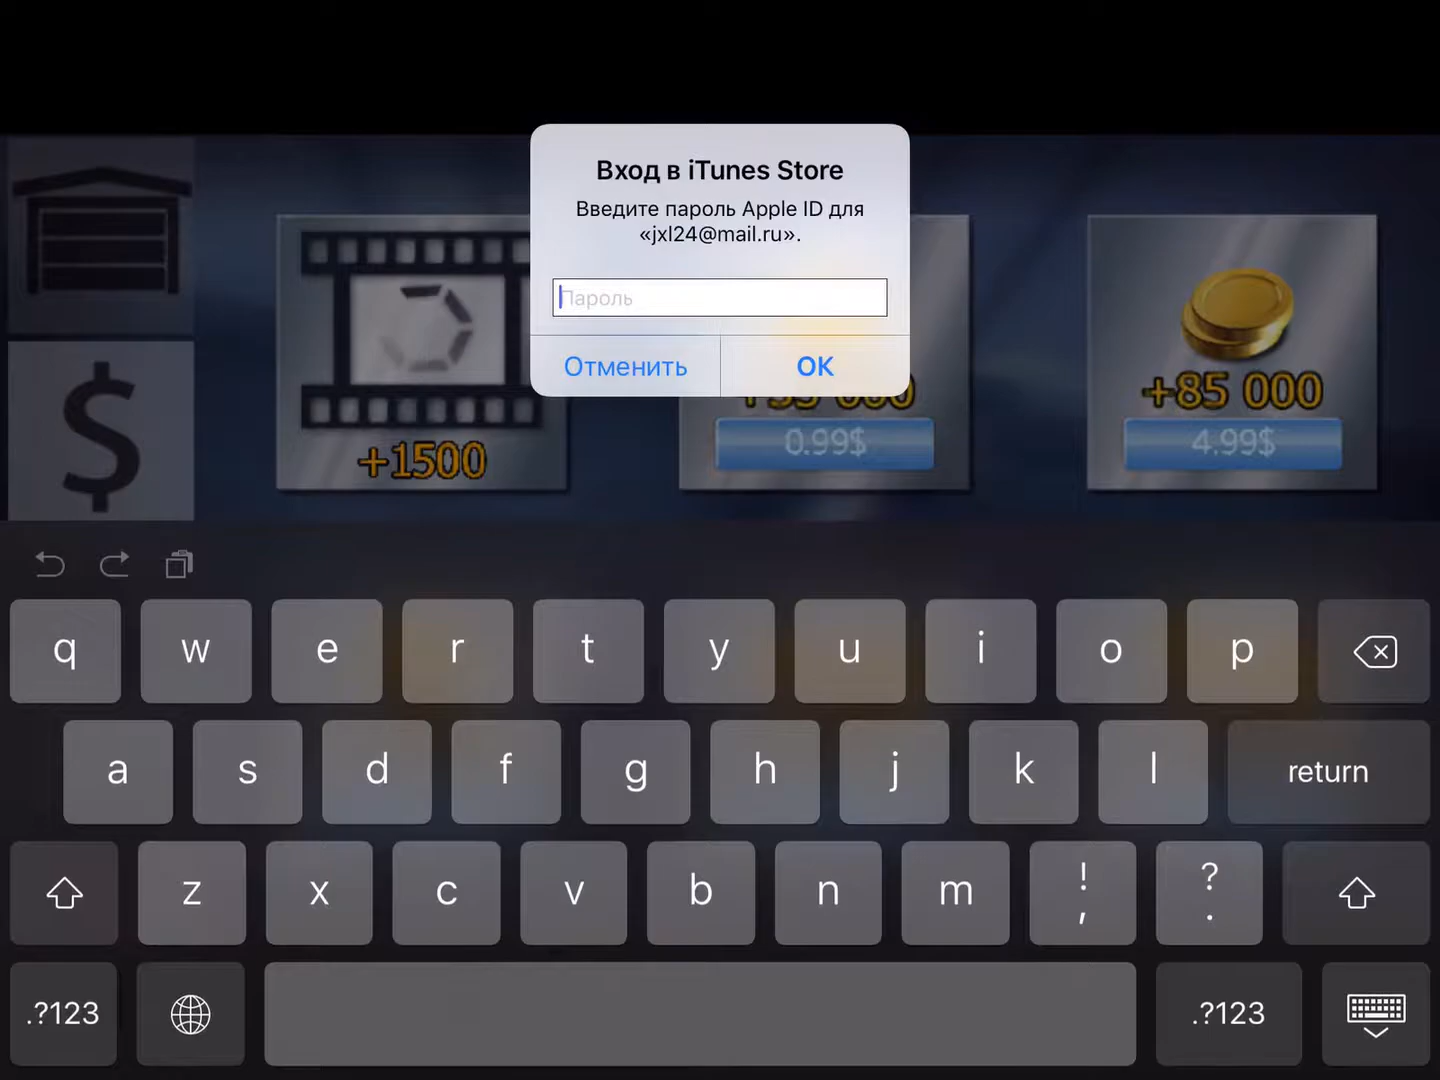 Вход в iTunes Store
Введите пароль Apple ID для
«jxl24@mail.ru».
Пароль
Отменить
OK
+1500
0.99$
+85 000
4.99$
q w e r t y u i o p
a s d f g h j k l return
z x c v b n m ! , ? .
.?123 .?123